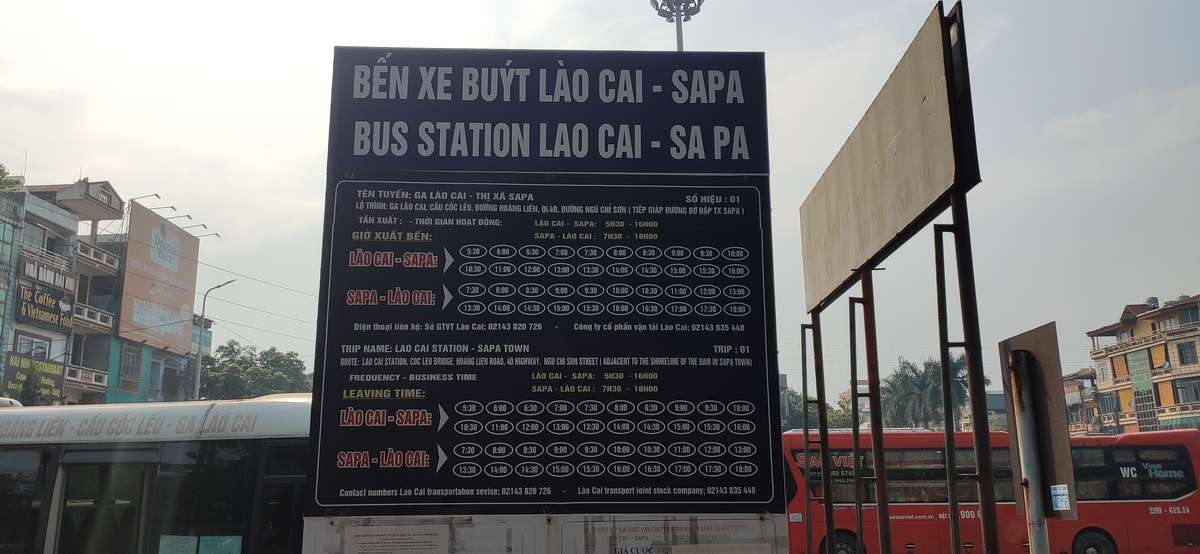 BẾN XE BUÝT LÀO CAI - SAPA
BUS STATION LAO CAI - SA PA
TÊN TUYẾN: GA LÀO CAI - THỊ XÃ SAPA
SỐ HIỆU : 01
LỘ TRÌNH: GA LÀO CAI, CẦU CỐC LẾU, ĐƯỜNG HOÀNG LIÊN, QL4D, ĐƯỜNG NGŨ CHỈ SƠN ( TIẾP GIÁP ĐƯỜNG BỜ ĐẬP TX SAPA )
TẦN XUẤT : - THỜI GIAN HOẠT ĐỘNG: LÀO CAI - SAPA: 5H30 - 16H00
SAPA - LÀO CAI : 7H30 - 18H00
GIỜ XUẤT BẾN:
LÀO CAI - SAPA:
5:30 6:00 6:30 7:00 7:30 8:00 8:30 9:00 9:30 10:00
10:30 11:00 12:00 13:00 13:30 14:00 14:30 15:00 15:30 16:00
SAPA - LÀO CAI:
7:30 8:00 8:30 9:00 9:30 10:00 10:30 11:00 12:00 13:00
13:30 14:00 14:30 15:00 15:30 16:00 16:30 17:00 17:30 18:00
Điện thoại liên hệ: Sở GTVT Lào Cai; 02143 820 726 - Công ty cổ phần vận tải Lào Cai; 02143 835 448
TRIP NAME: LAO CAI STATION - SAPA TOWN
TRIP : 01
ROUTE: LAO CAI STATION, COC LEU BRIDGE, HOANG LIEN ROAD, 4D HIGHWAY, NGU CHI SON STREET ( ADJACENT TO THE SHORELINE OF THE DAM IN SAPA TOWN)
FREQUENCY - BUSINESS TIME LÀO CAI - SAPA: 5H30 - 16H00
SAPA - LÀO CAI : 7H30 - 18H00
LEAVING TIME:
LÀO CAI - SAPA:
5:30 6:00 6:30 7:00 7:30 8:00 8:30 9:00 9:30 10:00
10:30 11:00 12:00 13:00 13:30 14:00 14:30 15:00 15:30 16:00
SAPA - LÀO CAI:
7:30 8:00 8:30 9:00 9:30 10:00 10:30 11:00 12:00 13:00
13:30 14:00 14:30 15:00 15:30 16:00 16:30 17:00 17:30 18:00
Contacl numbers Lao Cai transportabon sevise; 02143 820 726 - Lào Cai transport ioint stock company; 02143 835 448
GIÁ CƯỚC
HOÀNG LIÊN - CẦU CỐC LẾU - GA LÀO CAI
The Coffee
& Vietnamese Food
HAI NHI RESTAURANT
SAO VIỆT
WC
Vina Home
29B - 612.14